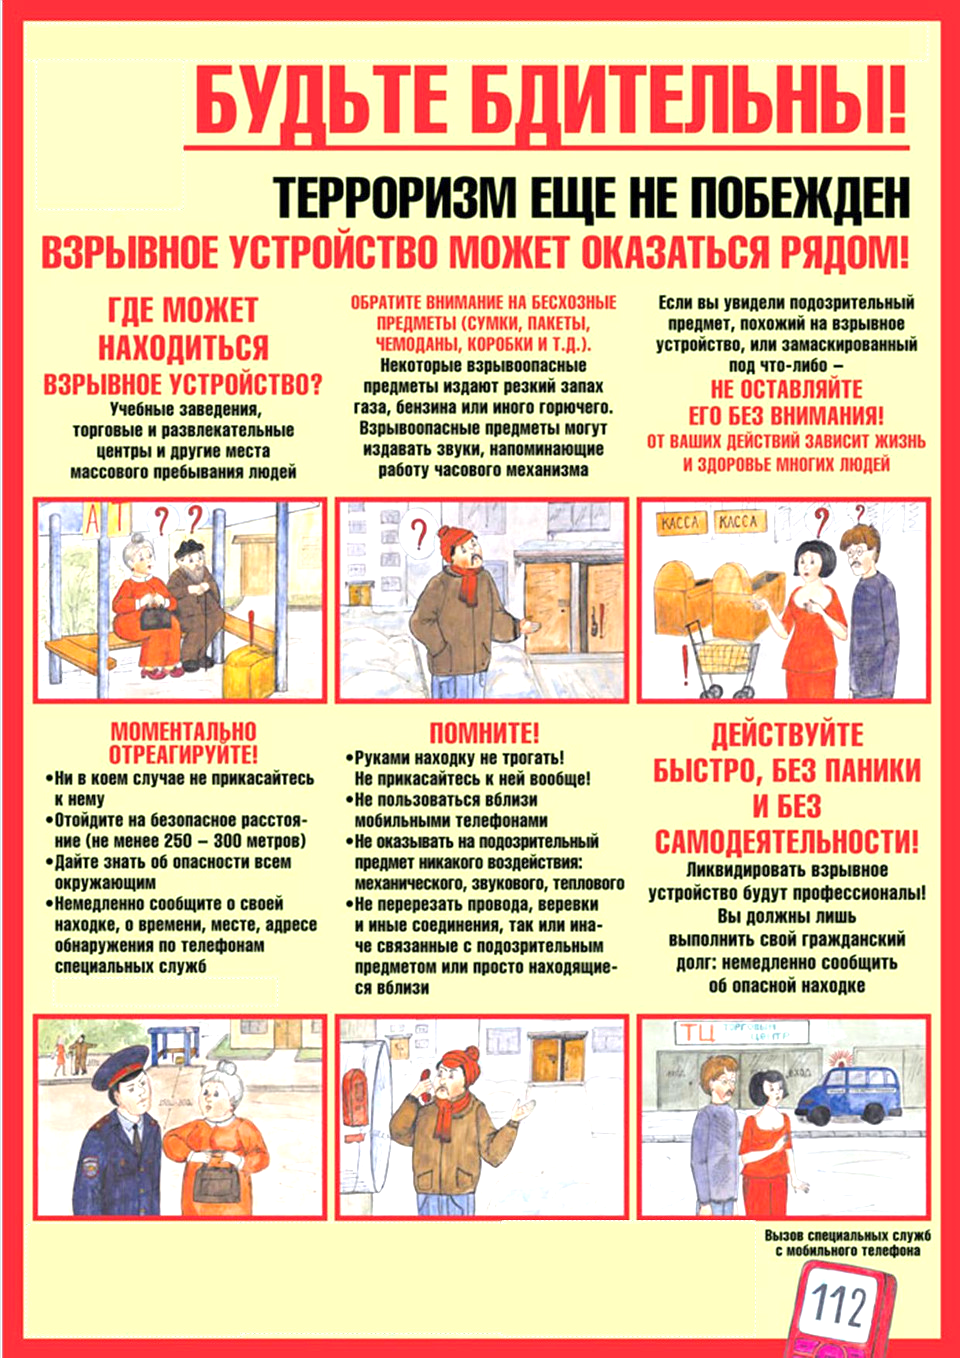 БУДЬТЕ БДИТЕЛЬНЫ!
ТЕРРОРИЗМ ЕЩЕ НЕ ПОБЕЖДЕН
ВЗРЫВНОЕ УСТРОЙСТВО МОЖЕТ ОКАЗАТЬСЯ РЯДОМ!
ГДЕ МОЖЕТ
НАХОДИТЬСЯ
ВЗРЫВНОЕ УСТРОЙСТВО?
Учебные заведения,
торговые и развлекательные
центры и другие места
массового пребывания людей
ОБРАТИТЕ ВНИМАНИЕ НА БЕСХОЗНЫЕ
ПРЕДМЕТЫ (СУМКИ, ПАКЕТЫ,
ЧЕМОДАНЫ, КОРОБКИ И Т.Д.).
Некоторые взрывоопасные
предметы издают резкий запах
газа, бензина или иного горючего.
Взрывоопасные предметы могут
издавать звуки, напоминающие
работу часового механизма
Если вы увидели подозрительный
предмет, похожий на взрывное
устройство, или замаскированный
под что-либо –
НЕ ОСТАВЛЯЙТЕ
ЕГО БЕЗ ВНИМАНИЯ!
ОТ ВАШИХ ДЕЙСТВИЙ ЗАВИСИТ ЖИЗНЬ
И ЗДОРОВЬЕ МНОГИХ ЛЮДЕЙ
А Т ? ?
!
?
!
КАССА КАССА
? ?
!
МОМЕНТАЛЬНО
ОТРЕАГИРУЙТЕ!
•Ни в коем случае не прикасайтесь
к нему
•Отойдите на безопасное расстоя-
ние (не менее 250 – 300 метров)
•Дайте знать об опасности всем
окружающим
•Немедленно сообщите о своей
находке, о времени, месте, адресе
обнаружения по телефонам
специальных служб
ПОМНИТЕ!
•Руками находку не трогать!
Не прикасайтесь к ней вообще!
•Не пользоваться вблизи
мобильными телефонами
•Не оказывать на подозрительный
предмет никакого воздействия:
механического, звукового, теплового
•Не перерезать провода, веревки
и иные соединения, так или ина-
че связанные с подозрительным
предметом или просто находящие-
ся вблизи
ДЕЙСТВУЙТЕ
БЫСТРО, БЕЗ ПАНИКИ
И БЕЗ
САМОДЕЯТЕЛЬНОСТИ!
Ликвидировать взрывное
устройство будут профессионалы!
Вы должны лишь
выполнить свой гражданский
долг: немедленно сообщить
об опасной находке
ТЦ ТОРГОВЫЙ
ЦЕНТР
ВХОД
Вызов специальных служб
с мобильного телефона
112